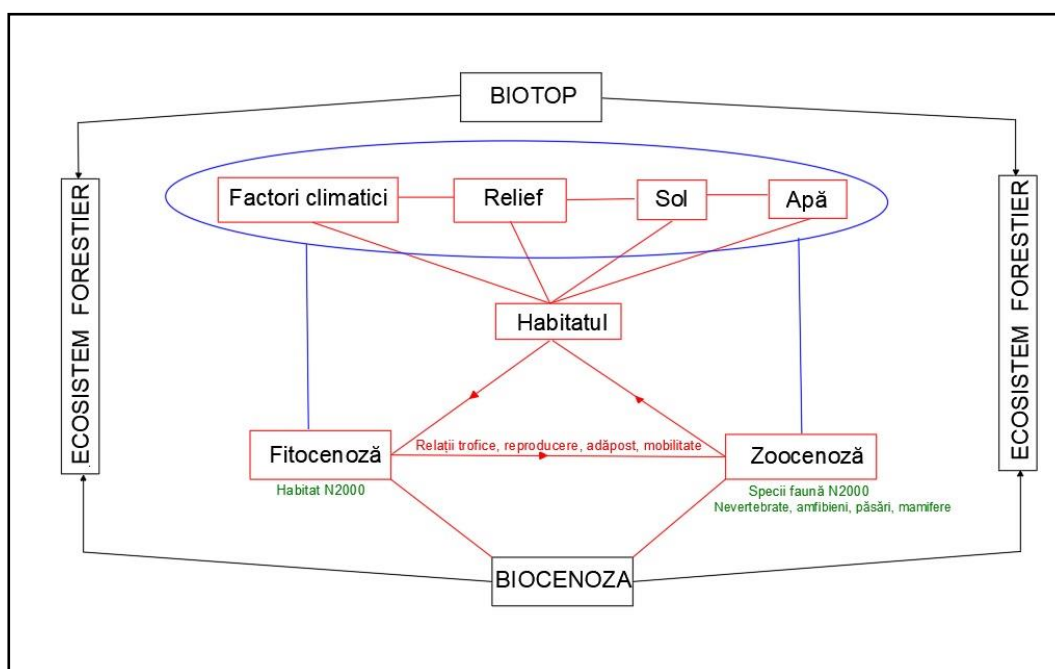 BIOTOP
ECOSISTEM FORESTIER
ECOSISTEM FORESTIER
Factori climatici
Relief
Sol
Apă
Habitatul
Fitocenoză
Relații trofice, reproducere, adăpost, mobilitate
Zoocenoză
Habitat N2000
Specii faună N2000
Nevertebrate, amfibieni, păsări, mamifere
BIOCENOZA